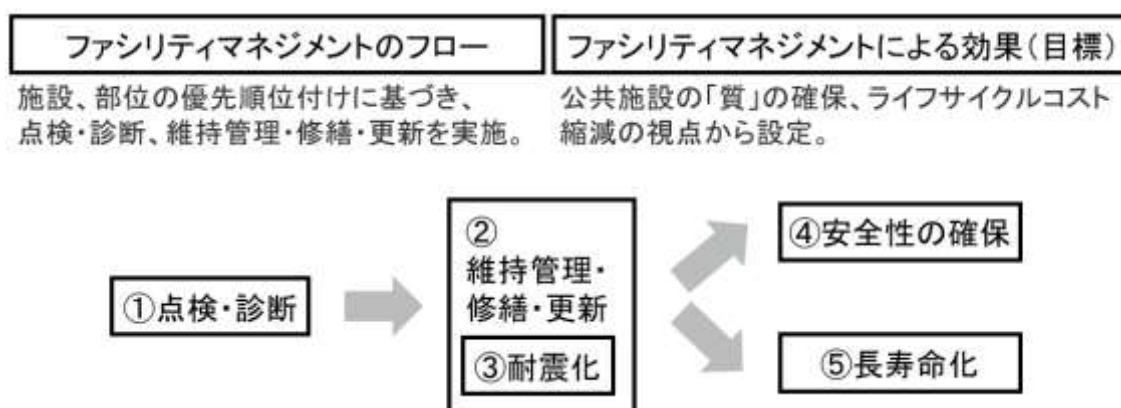 ファシリティマネジメントのフロー
ファシリティマネジメントによる効果(目標)
施設、部位の優先順位付けに基づき、
点検・診断、維持管理・修繕・更新を実施。
公共施設の「質」の確保、ライフサイクルコスト
縮減の視点から設定。
①点検・診断
②
維持管理・
修繕・更新
③耐震化
④安全性の確保
⑤長寿命化